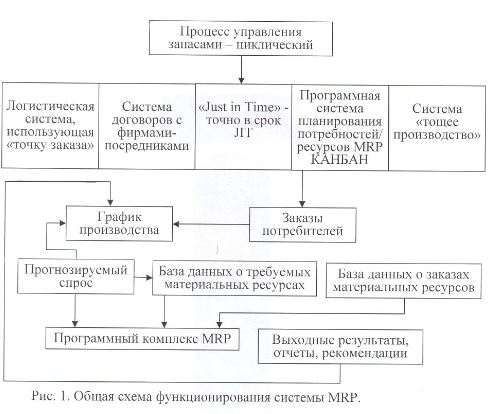 Процесс управления
запасами – циклический
Логистическая
система,
использующая
«точку заказа»
Система
договоров с
фирмами-
посредниками
«Just in Time» -
точно в срок
JIT
Программная
система
планирования
потребностей/
ресурсов MRP
КАНБАН
Система
«тощее
производство»
График
производства
Заказы
потребителей
Прогнозируемый
спрос
База данных о требуемых
материальных ресурсах
База данных о заказах
материальных ресурсов
Программный комплекс MRP
Выходные результаты,
отчеты, рекомендации
Рис. 1. Общая схема функционирования системы MRP.